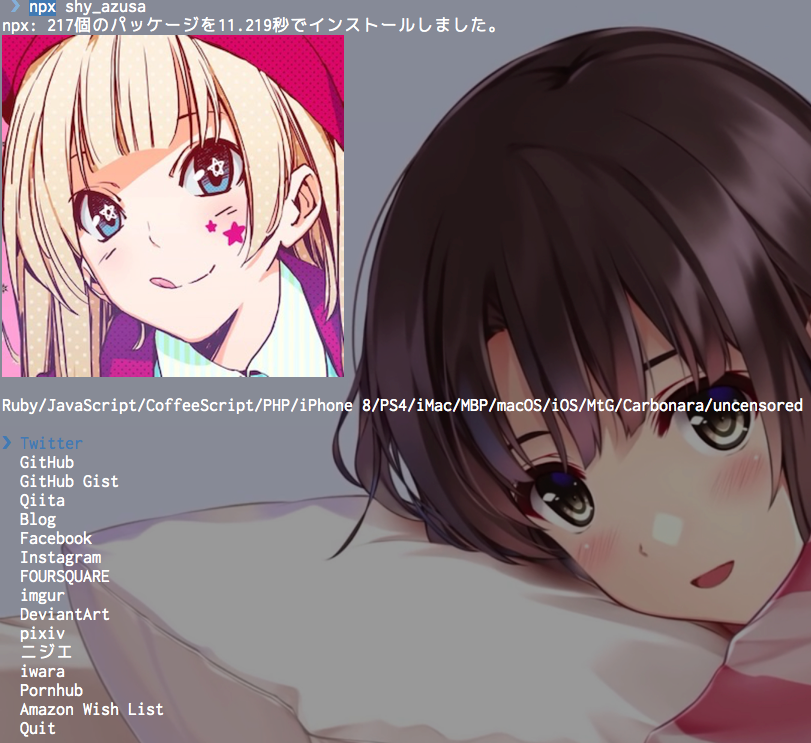 ❯ npx shy_azusa
npx: 217個のパッケージを11.219秒でインストールしました。
Ruby/JavaScript/CoffeeScript/PHP/iPhone 8/PS4/iMac/MBP/macOS/iOS/MtG/Carbonara/uncensored
❯ Twitter
GitHub
GitHub Gist
Qiita
Blog
Facebook
Instagram
FOURSQUARE
imgur
DeviantArt
pixiv
ニジエ
iwara
Pornhub
Amazon Wish List
Quit